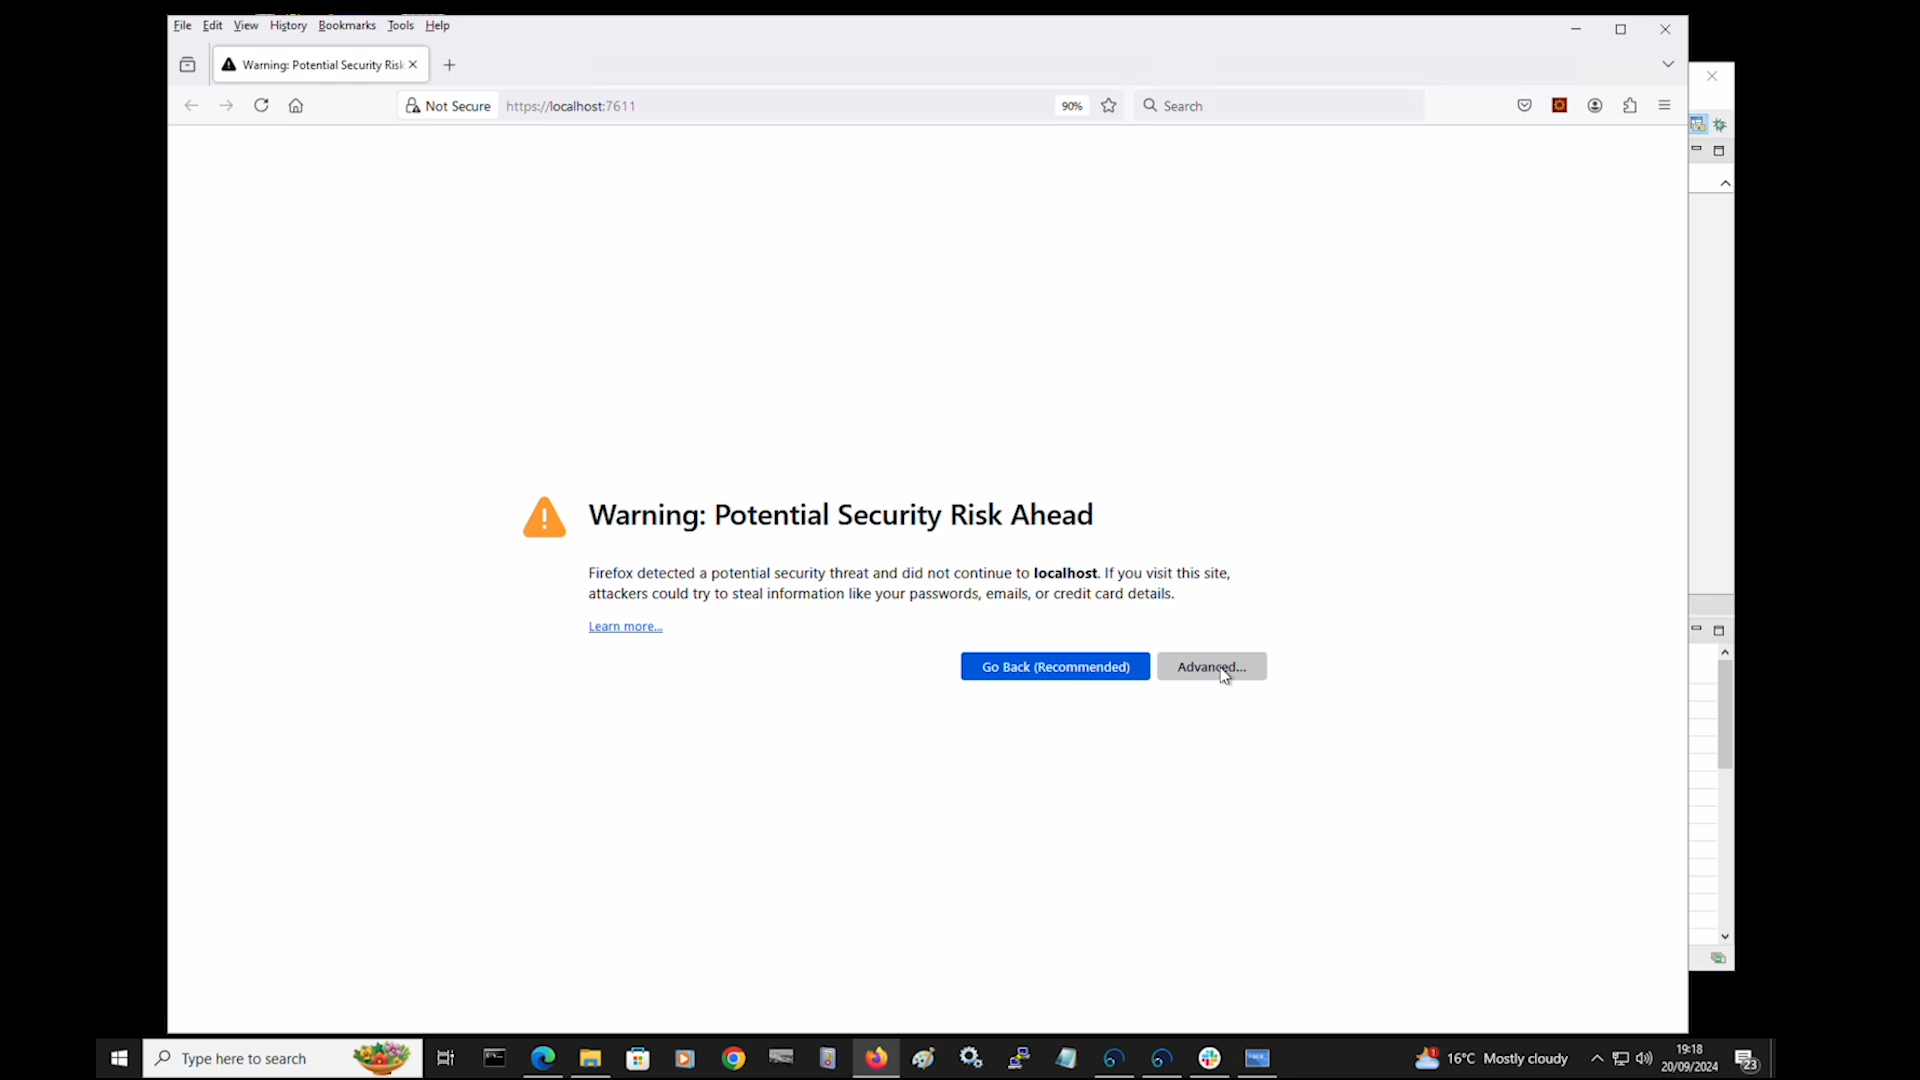 File Edit View History Bookmarks Tools Help
Warning: Potential Security Risk
Not Secure https://localhost:7611 90% Search
Warning: Potential Security Risk Ahead
Firefox detected a potential security threat and did not continue to localhost. If you visit this site,
attackers could try to steal information like your passwords, emails, or credit card details.
Learn more...
Go Back (Recommended) Advanced...
Type here to search
16°C Mostly cloudy
19:18
20/09/2024
23